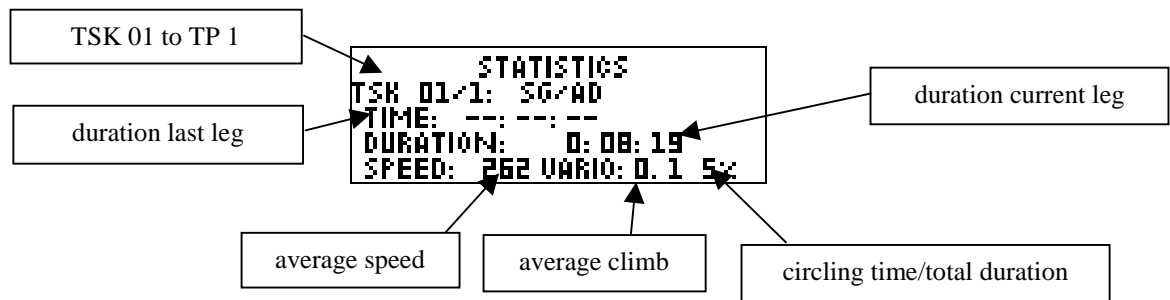 TSK 01 to TP 1
STATISTICS
TSK 01/1: SG/AD
TIME: --:--:--
DURATION: 0:08:19
SPEED: 262 VARIO: 0.1 5%
duration last leg
duration current leg
average speed
average climb
circling time/total duration